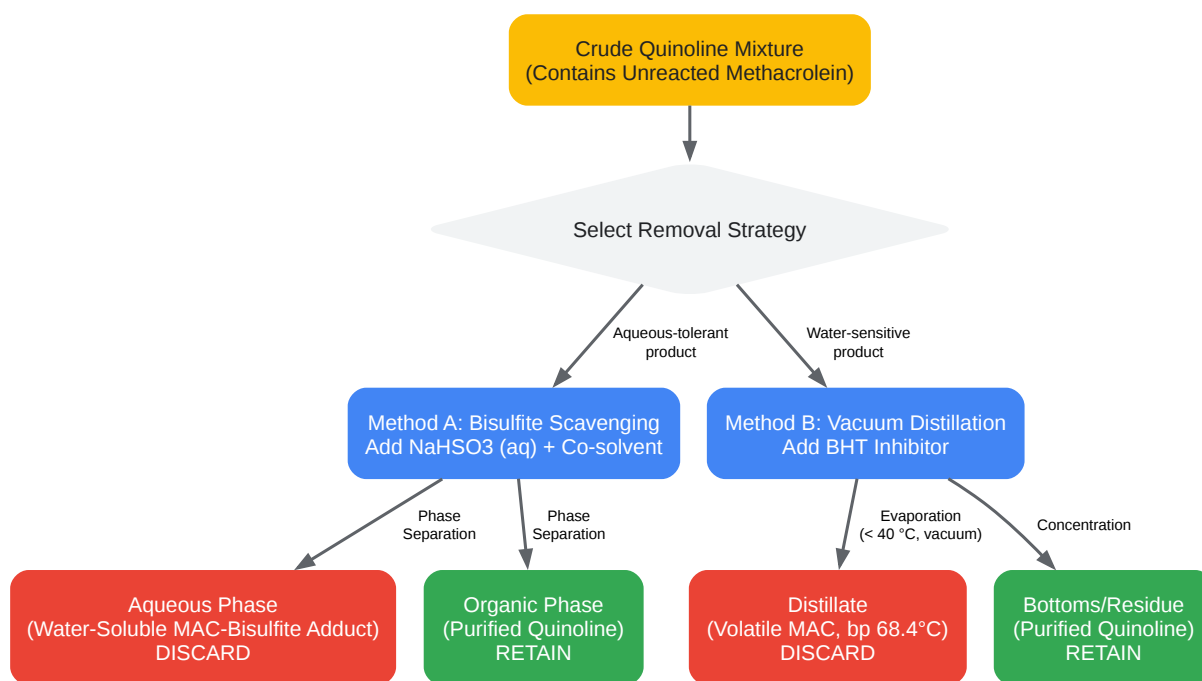 Crude Quinoline Mixture
(Contains Unreacted Methacrolein)
Select Removal Strategy
Aqueous-tolerant
product
Water-sensitive
product
Method A: Bisulfite Scavenging
Add NaHSO3 (aq) + Co-solvent
Method B: Vacuum Distillation
Add BHT Inhibitor
Phase
Separation
Phase
Separation
Evaporation
(< 40 °C, vacuum)
Concentration
Aqueous Phase
(Water-Soluble MAC-Bisulfite Adduct)
DISCARD
Organic Phase
(Purified Quinoline)
RETAIN
Distillate
(Volatile MAC, bp 68.4°C)
DISCARD
Bottoms/Residue
(Purified Quinoline)
RETAIN